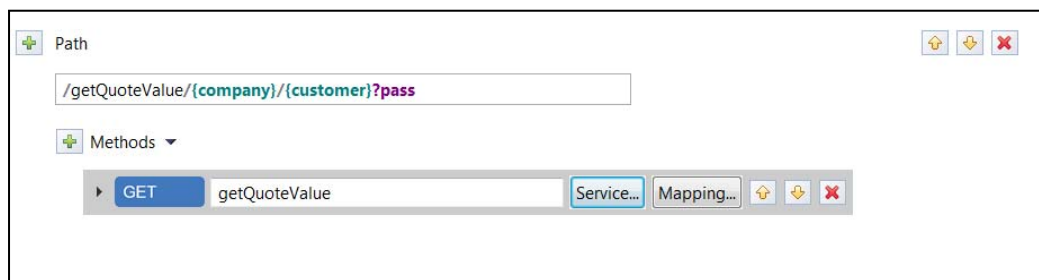 Path
/getQuoteValue/{company}/{customer}?pass
Methods
GET getQuoteValue Service... Mapping...